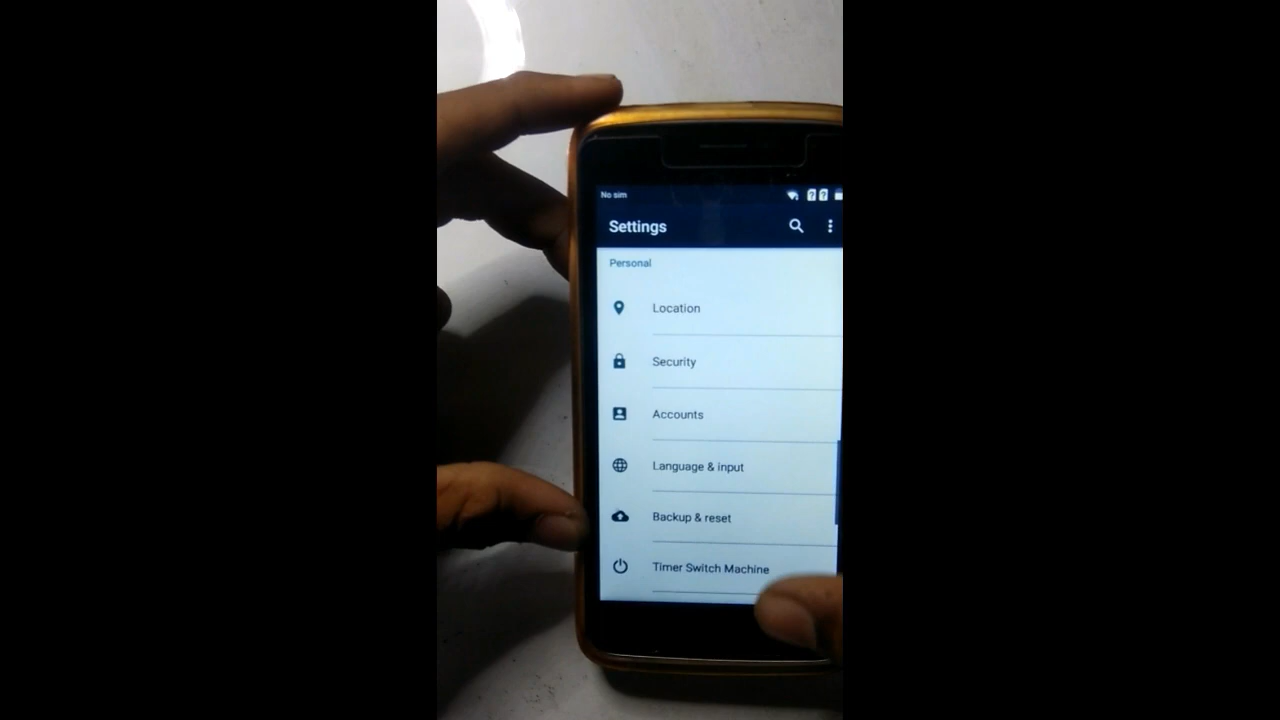 No sim
Settings
Personal
Location
Security
Accounts
Language & input
Backup & reset
Timer Switch Machine